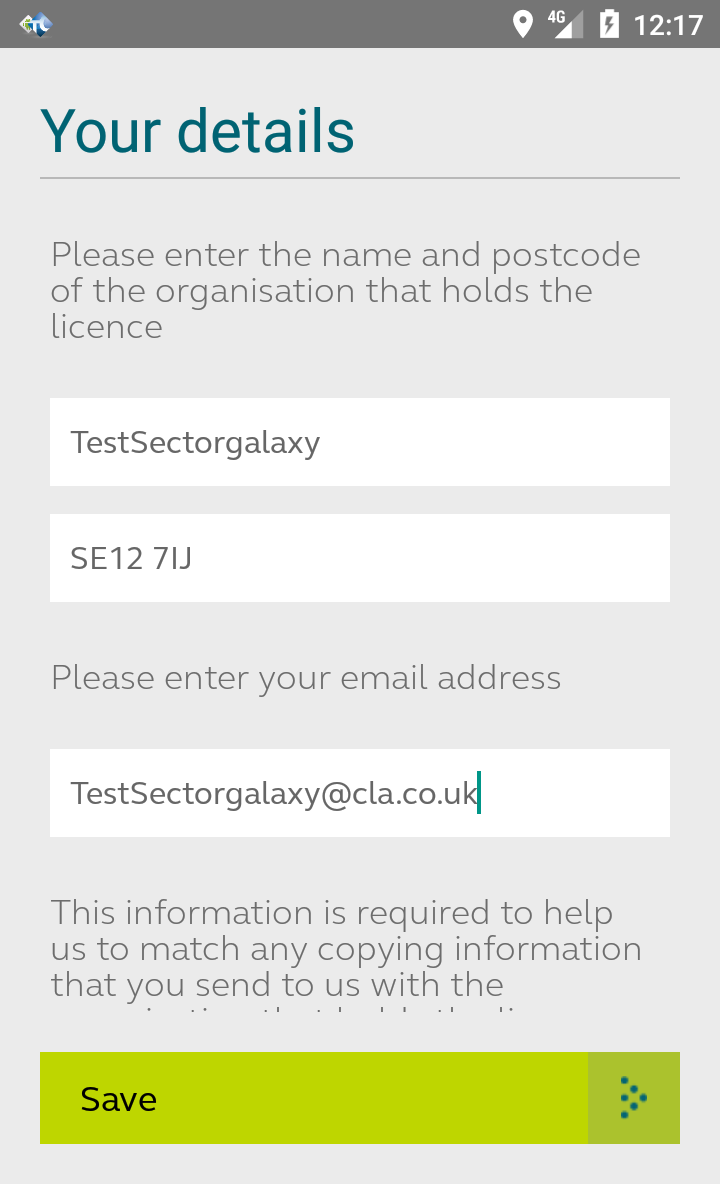 4G 12:17
Your details
Please enter the name and postcode
of the organisation that holds the
licence
TestSectorgalaxy
SE12 7IJ
Please enter your email address
TestSectorgalaxy@cla.co.uk
This information is required to help
us to match any copying information
that you send to us with the
Save